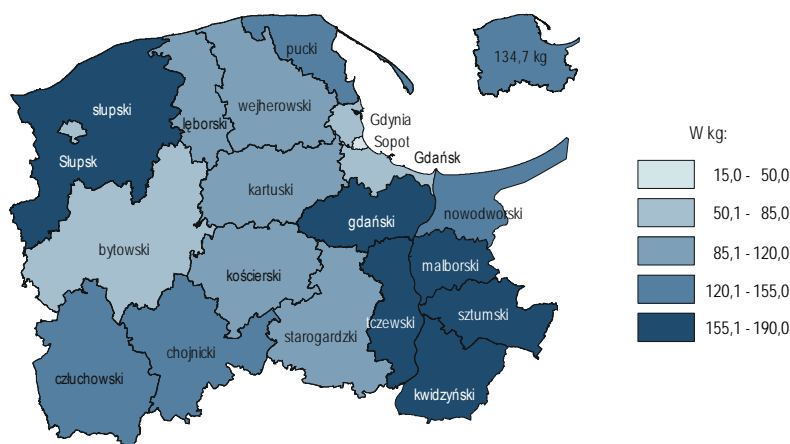 pucki
134,7 kg
słupski
wejherowski
lęborski
Gdynia
Sopot
W kg:
Słupsk
Gdańsk
15,0 - 50,0
kartuski
50,1 - 85,0
gdański
nowodworski
bytowski
85,1 - 120,0
malborski
kościerski
120,1 - 155,0
sztumski
tczewski
155,1 - 190,0
starogardzki
chojnicki
człuchowski
kwidzyński